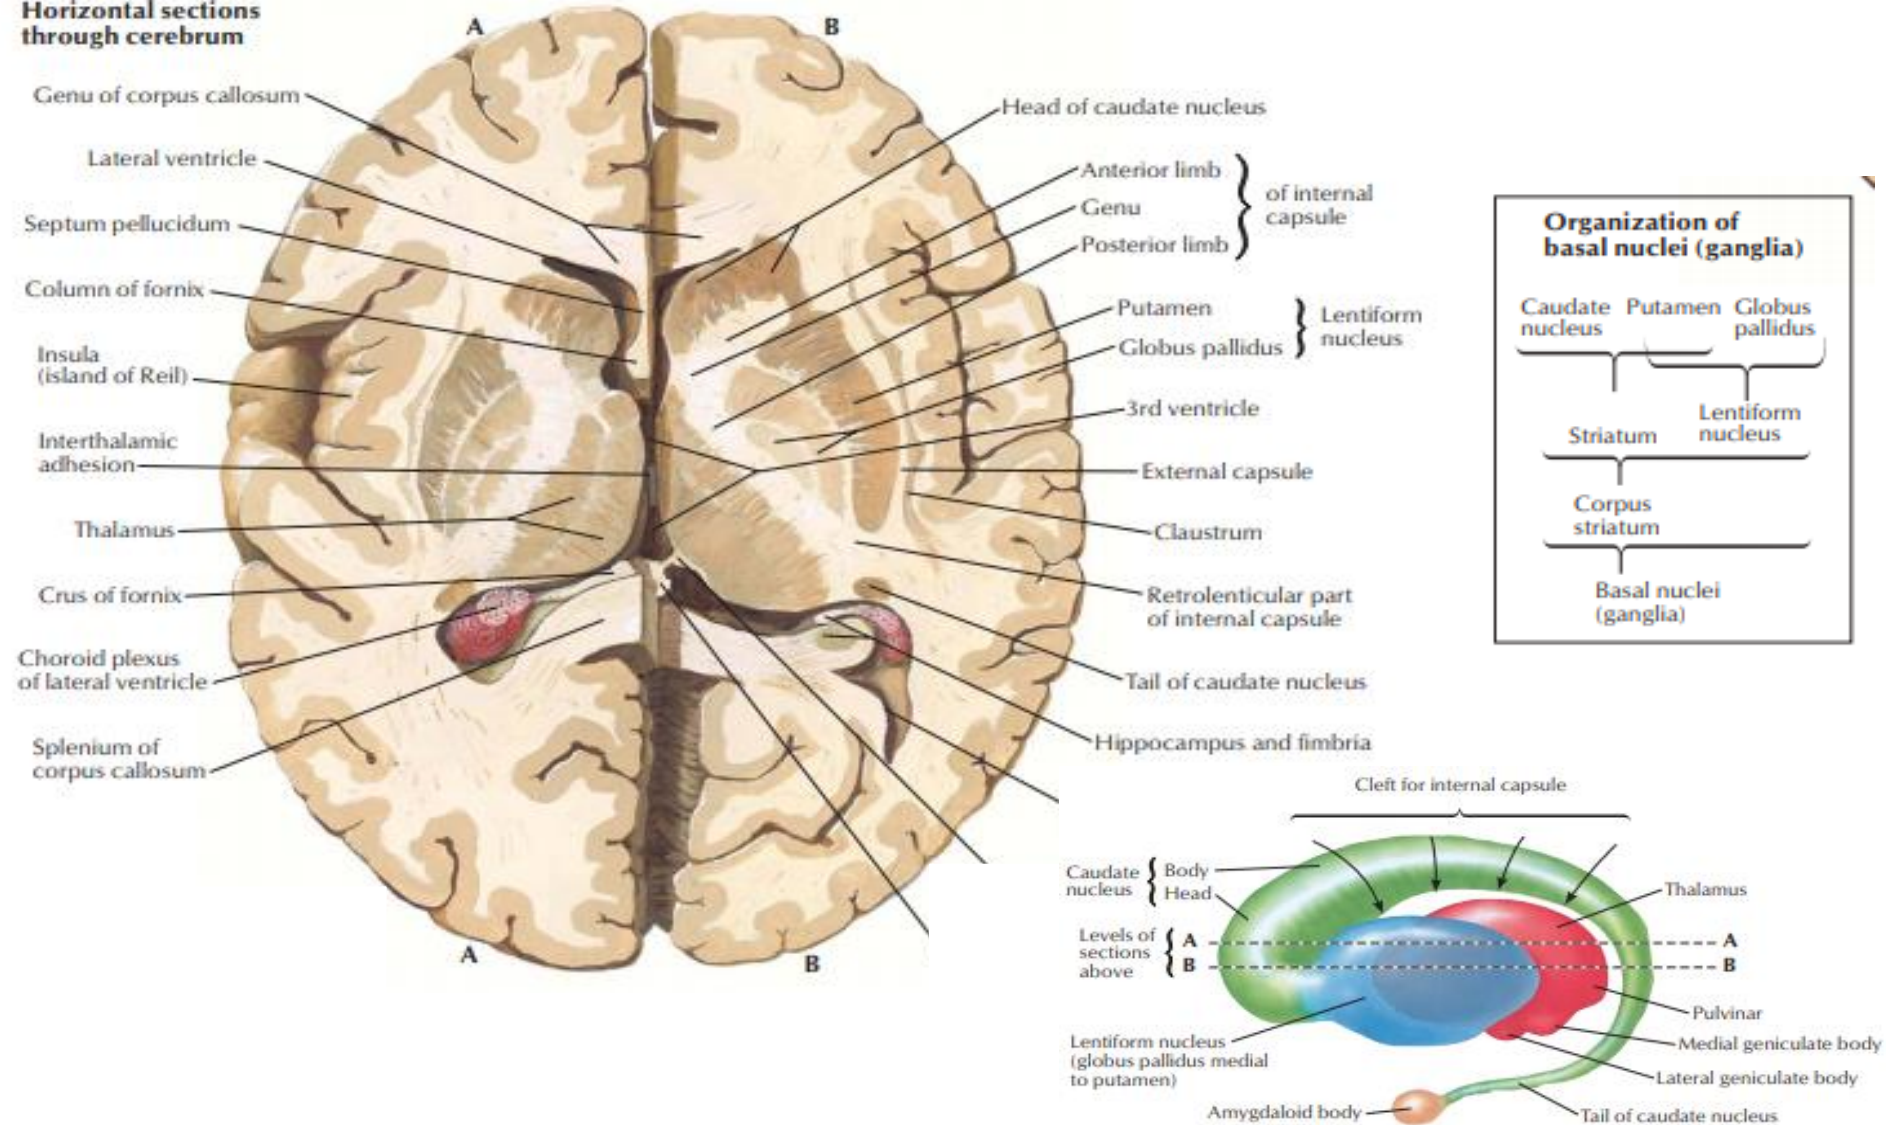 Horizontal sections
through cerebrum
A
B
Genu of corpus callosum
Lateral ventricle
Septum pellucidum
Column of fornix
Insula
(island of Reil)
Interthalamic
adhesion
Thalamus
Crus of fornix
Choroid plexus
of lateral ventricle
Splenium of
corpus callosum
A
B
Head of caudate nucleus
Anterior limb
Genu
Posterior limb
of internal
capsule
Putamen
Globus pallidus
Lentiform
nucleus
3rd ventricle
External capsule
Claustrum
Retrolenticular part
of internal capsule
Tail of caudate nucleus
Hippocampus and fimbria
Organization of
basal nuclei (ganglia)
Caudate Putamen Globus
nucleus pallidus
Lentiform
Striatum nucleus
Corpus
striatum
Basal nuclei
(ganglia)
Cleft for internal capsule
Caudate
nucleus
Body
Head
Levels of
sections
above
A
B
A
B
Thalamus
Pulvinar
Medial geniculate body
Lateral geniculate body
Tail of caudate nucleus
Lentiform nucleus
(globus pallidus medial
to putamen)
Amygdaloid body